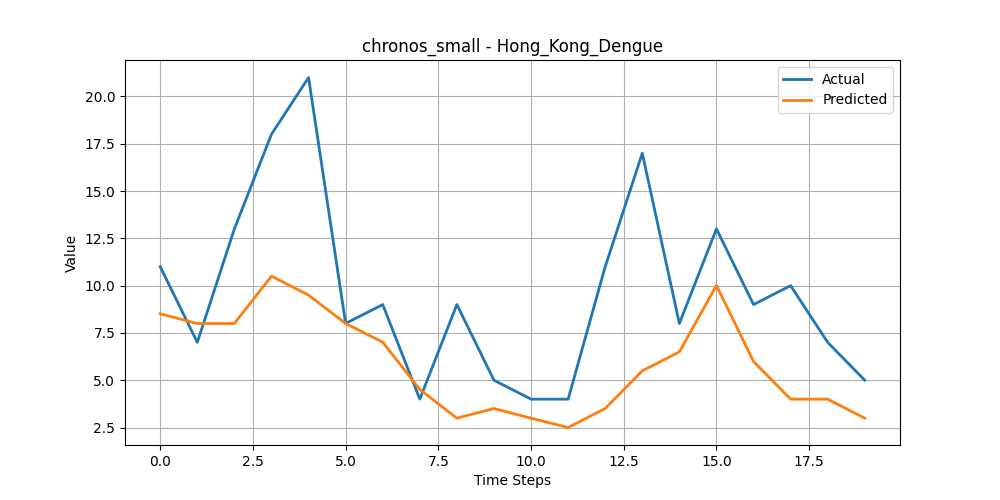 chronos_small - Hong_Kong_Dengue
Actual
Predicted
20.0
17.5
15.0
12.5
10.0
7.5
5.0
2.5
Value
0.0 2.5 5.0 7.5 10.0 12.5 15.0 17.5
Time Steps